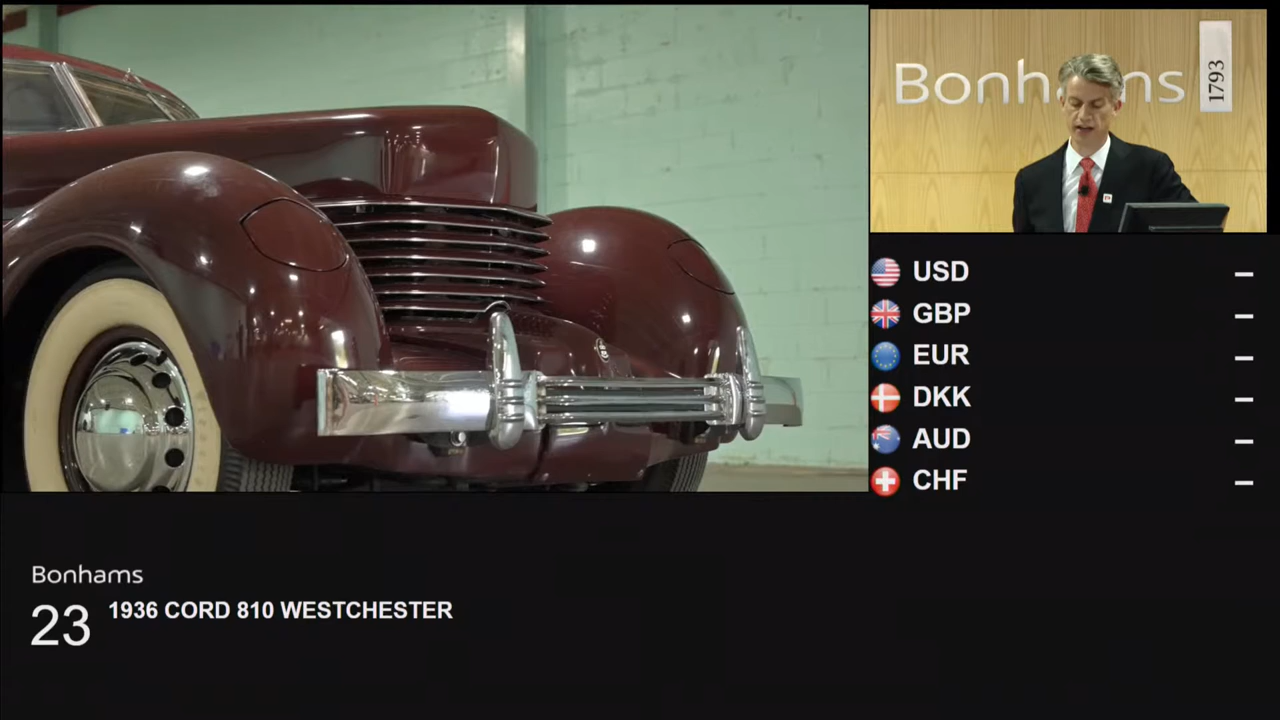 Bonhams
1793
USD –
GBP –
EUR –
DKK –
AUD –
CHF –
Bonhams
23
1936 CORD 810 WESTCHESTER